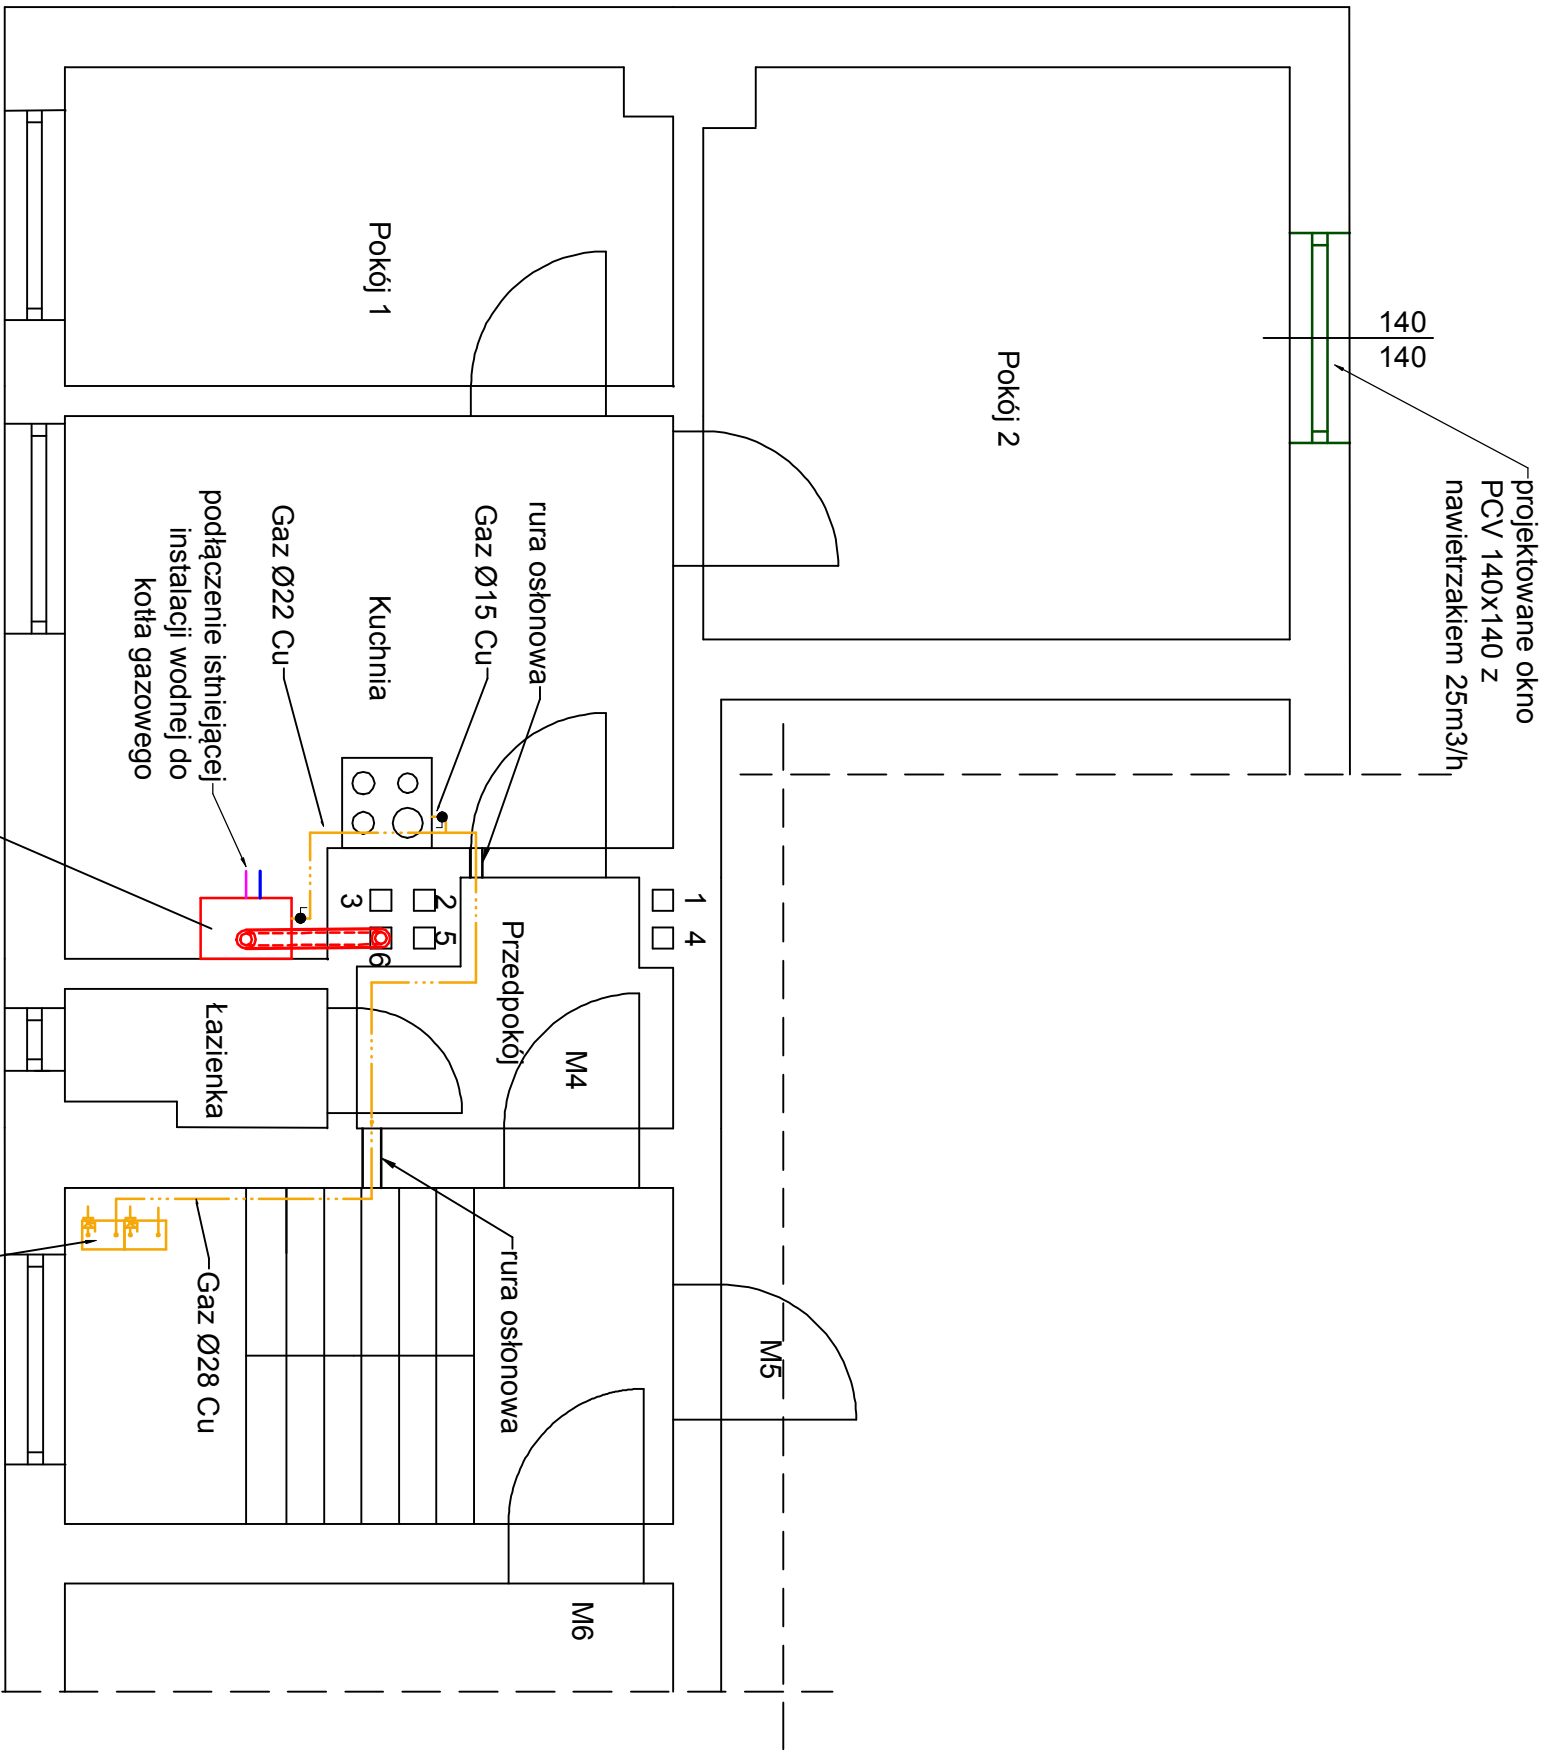 140
140
projektowane okno
PCV 140x140 z
nawietrzakiem 25m3/h
Pokój 1
Pokój 2
rura osłonowa
Gaz Ø15 Cu
Kuchnia
Gaz Ø22 Cu
podłączenie istniejącej
instalacji wodnej do
kotła gazowego
1
4
2
5
3
6
Przedpokój
M4
Łazienka
rura osłonowa
Gaz Ø28 Cu
M5
M6